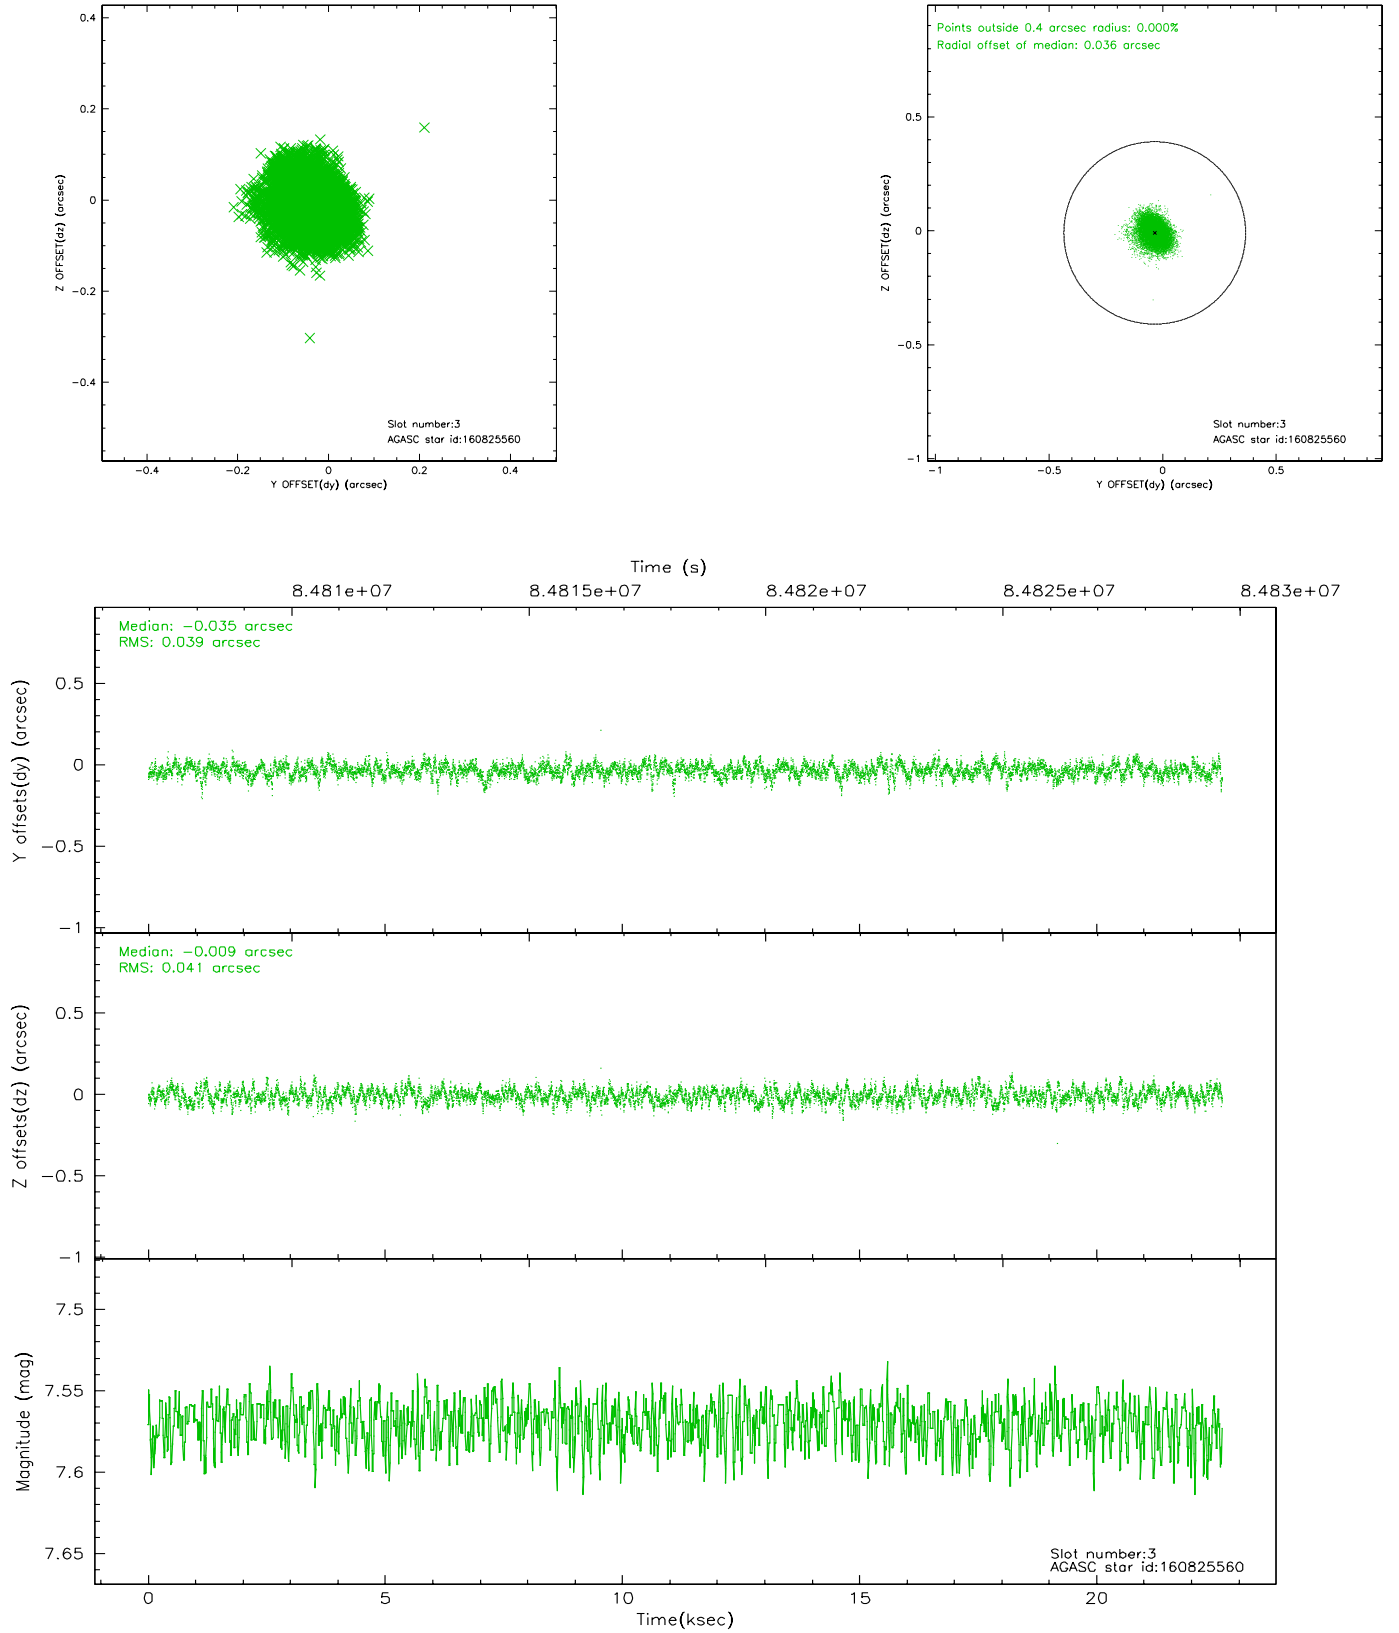 0.4
0.2
0
−0.2
−0.4
Z OFFSET(dz) (arcsec)
Slot number:3
AGASC star id:160825560
−0.4
−0.2
0
0.2
0.4
Y OFFSET(dy) (arcsec)
Points outside 0.4 arcsec radius: 0.000%
Radial offset of median: 0.036 arcsec
0.5
0
−0.5
−1
Z OFFSET(dz) (arcsec)
Slot number:3
AGASC star id:160825560
−1
−0.5
0
0.5
Y OFFSET(dy) (arcsec)
Time (s)
8.481e+07
8.4815e+07
8.482e+07
8.4825e+07
8.483e+07
Median: −0.035 arcsec
RMS: 0.039 arcsec
0.5
0
−0.5
−1
Y offsets(dy) (arcsec)
Median: −0.009 arcsec
RMS: 0.041 arcsec
0.5
0
−0.5
−1
Z offsets(dz) (arcsec)
7.5
7.55
7.6
7.65
Magnitude (mag)
Slot number:3
AGASC star id:160825560
0
5
10
15
20
Time(ksec)